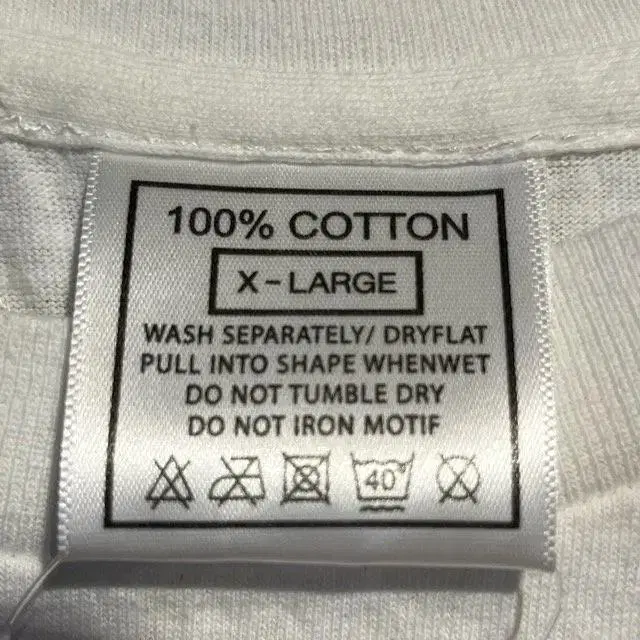 100% COTTON
X-LARGE
WASH SEPARATELY/ DRYFLAT
PULL INTO SHAPE WHENWET
DO NOT TUMBLE DRY
DO NOT IRON MOTIF
40°